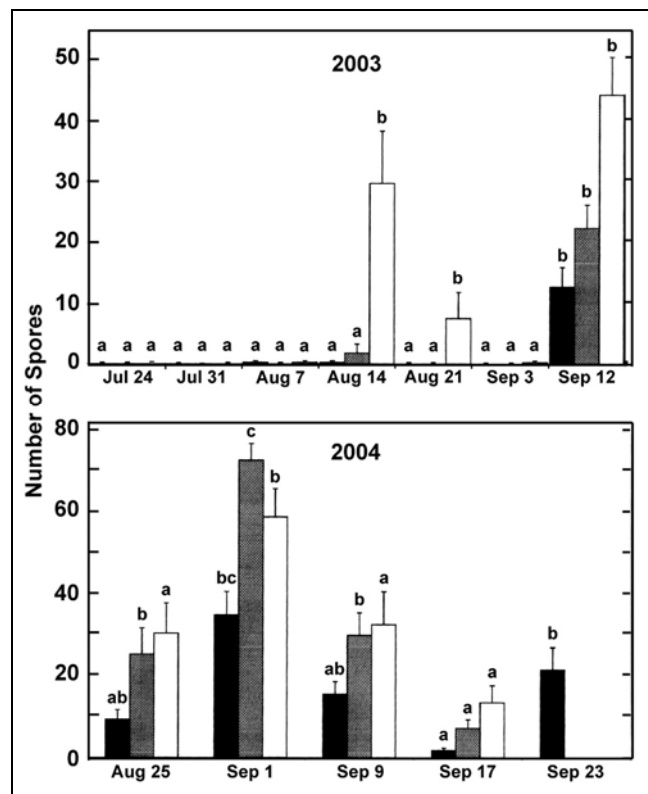 Number of Spores
2003
50
40
30
20
10
0
b
b
b
b
b
a a a a a a a a a a a a a a a a
Jul 24 Jul 31 Aug 7 Aug 14 Aug 21 Sep 3 Sep 12
2004
80
60
40
20
0
c
b
bc
a
b
ab
a
b
ab
a
a
a
b
Aug 25 Sep 1 Sep 9 Sep 17 Sep 23